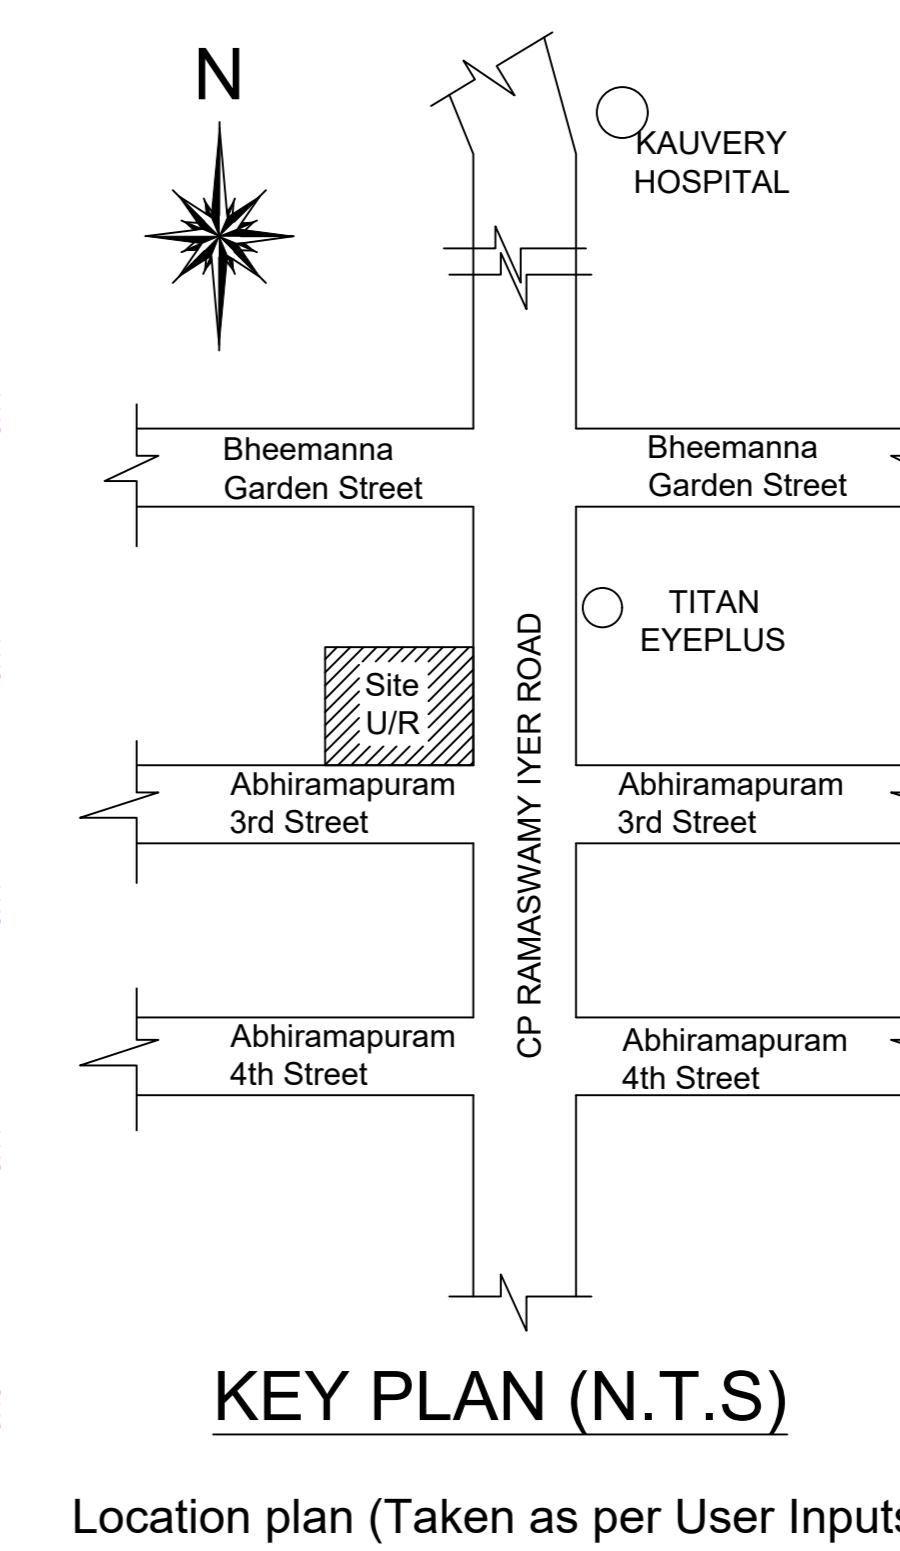 N
KAUVERY
HOSPITAL
Bheemanna
Garden Street
Bheemanna
Garden Street
TITAN
EYEPLUS
Site
U/R
CP RAMASWAMY IYER ROAD
Abhiramapuram
3rd Street
Abhiramapuram
3rd Street
Abhiramapuram
4th Street
Abhiramapuram
4th Street
KEY PLAN (N.T.S)
Location plan (Taken as per User Inputs